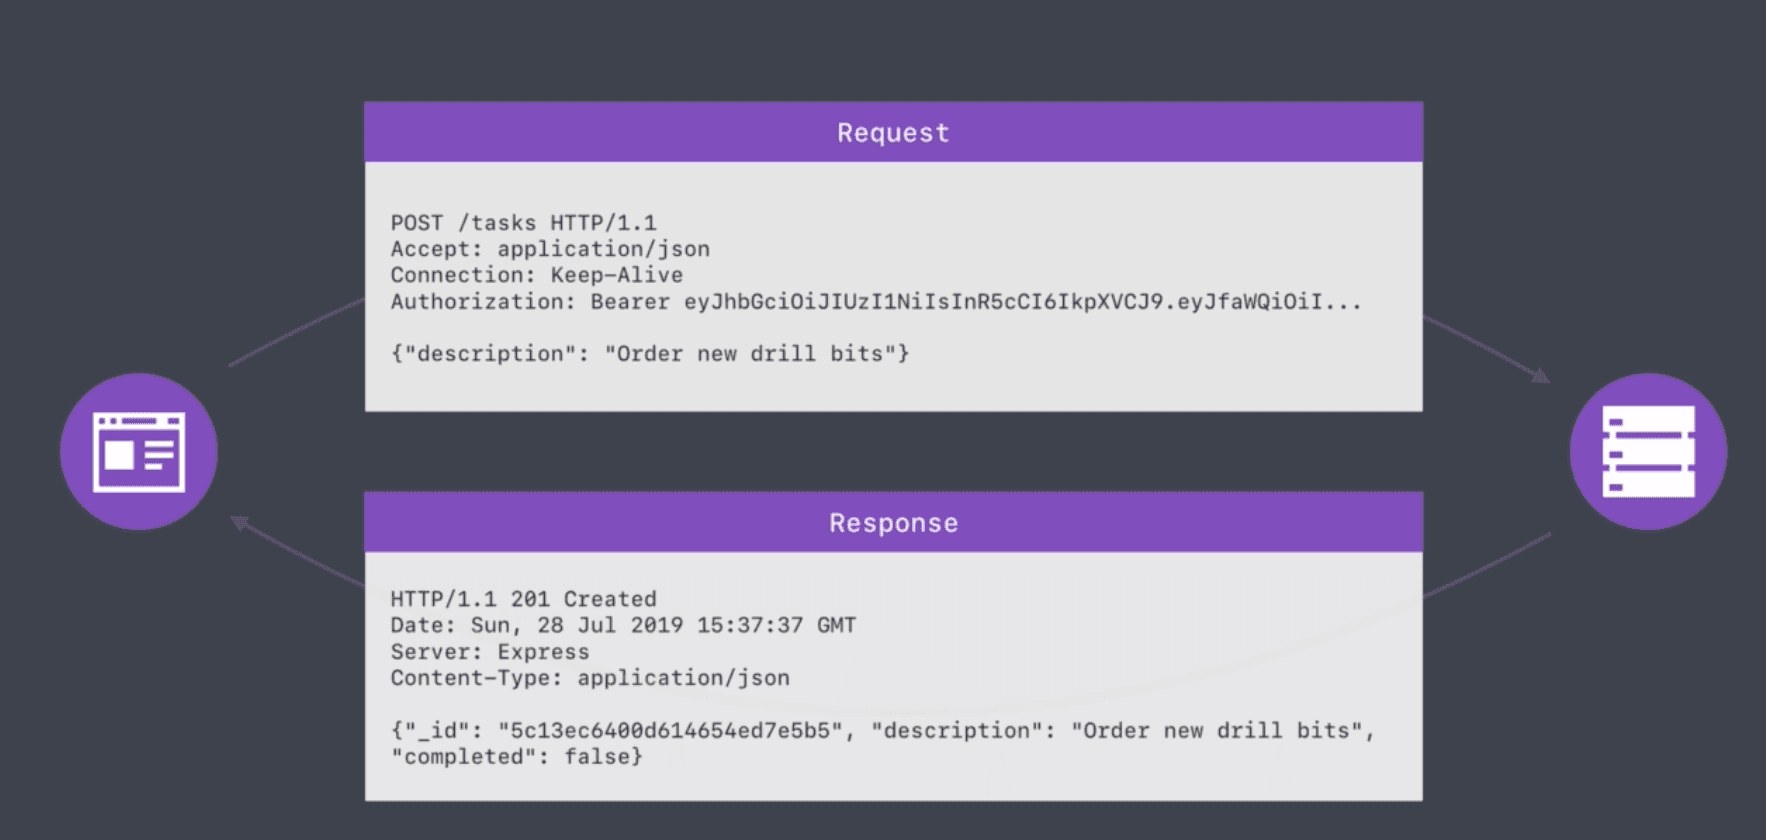 Request
POST /tasks HTTP/1.1
Accept: application/json
Connection: Keep-Alive
Authorization: Bearer eyJhbGciOiJIUzI1NiIsInR5cCI6IkpXVCJ9.eyJfaWQiOiI...
{"description": "Order new drill bits"}
Response
HTTP/1.1 201 Created
Date: Sun, 28 Jul 2019 15:37:37 GMT
Server: Express
Content-Type: application/json
{"_id": "5c13ec6400d614654ed7e5b5", "description": "Order new drill bits",
"completed": false}